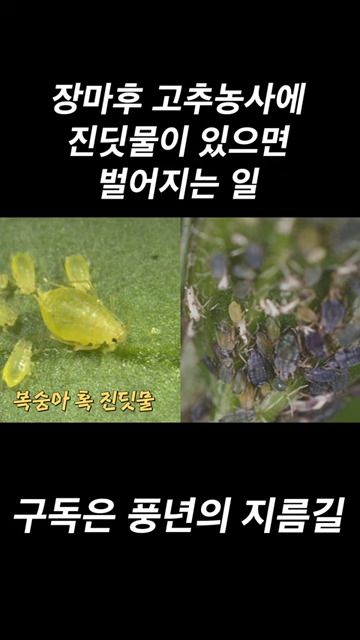 장마후 고추농사에
진딧물이 있으면
벌어지는 일
복숭아 혹 진딧물
구독은 풍년의 지름길